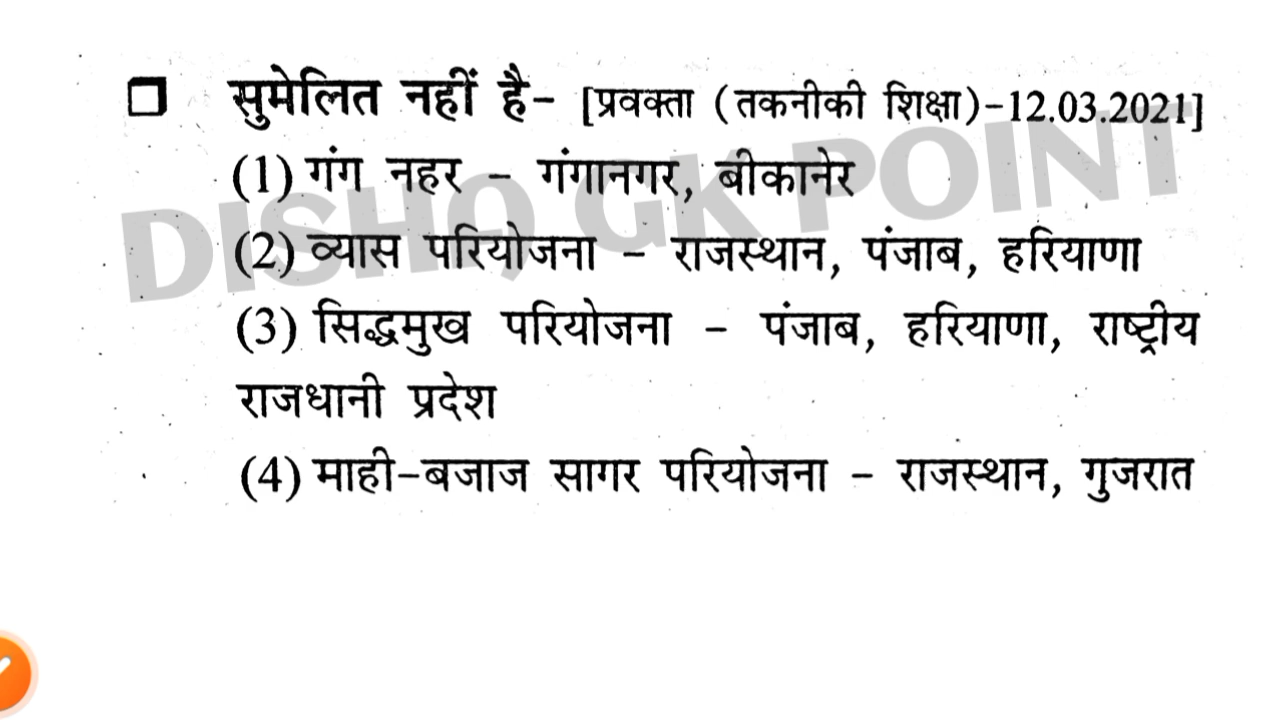 सुमेलित नहीं है- [प्रवक्ता (तकनीकी शिक्षा)-12.03.2021]
(1) गंग नहर - गंगानगर, बीकानेर
(2) व्यास परियोजना - राजस्थान, पंजाब, हरियाणा
(3) सिद्धमुख परियोजना - पंजाब, हरियाणा, राष्ट्रीय
राजधानी प्रदेश
(4) माही-बजाज सागर परियोजना - राजस्थान, गुजरात
DISHQ GK POINT